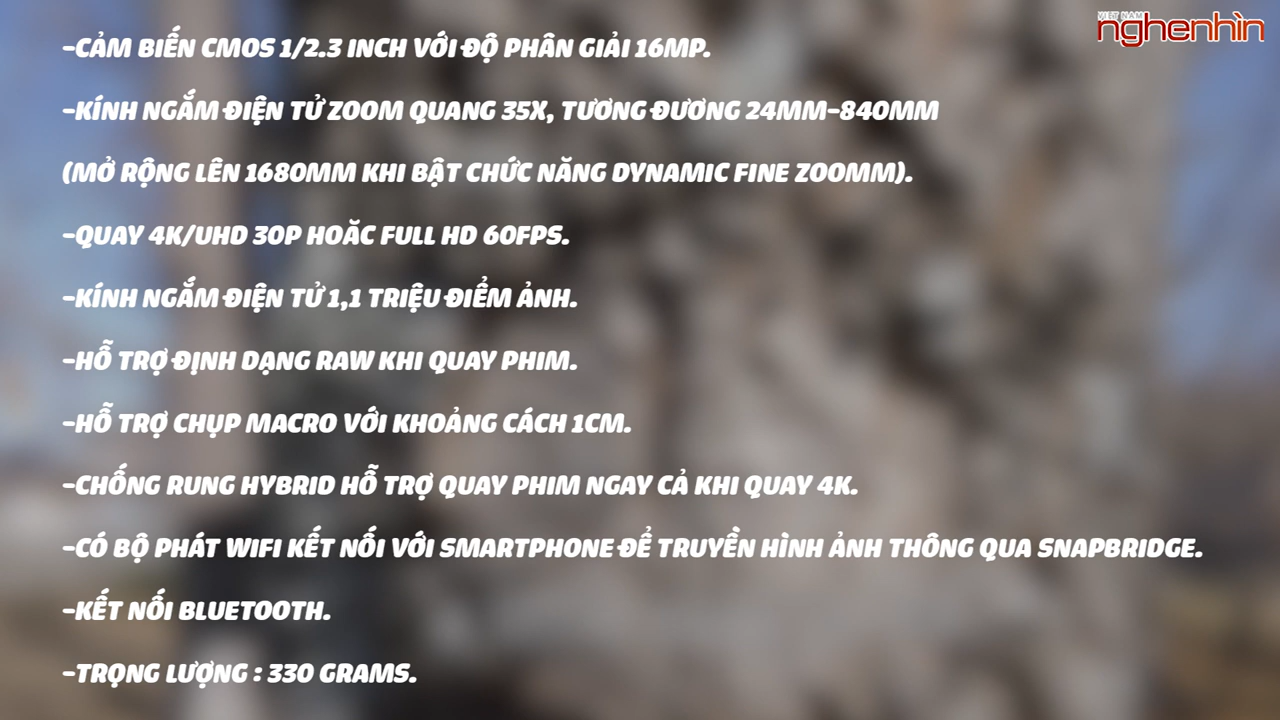 VIỆT NAM
nghenhìn
-CẢM BIẾN CMOS 1/2.3 INCH VỚI ĐỘ PHÂN GIẢI 16MP.
-KÍNH NGẮM ĐIỆN TỬ ZOOM QUANG 35X, TƯƠNG ĐƯƠNG 24MM-840MM
(MỞ RỘNG LÊN 1680MM KHI BẬT CHỨC NĂNG DYNAMIC FINE ZOOMM).
-QUAY 4K/UHD 30P HOĂC FULL HD 60FPS.
-KÍNH NGẮM ĐIỆN TỬ 1,1 TRIỆU ĐIỂM ẢNH.
-HỖ TRỢ ĐỊNH DẠNG RAW KHI QUAY PHIM.
-HỖ TRỢ CHỤP MACRO VỚI KHOẢNG CÁCH 1CM.
-CHỐNG RUNG HYBRID HỖ TRỢ QUAY PHIM NGAY CẢ KHI QUAY 4K.
-CÓ BỘ PHÁT WIFI KẾT NỐI VỚI SMARTPHONE ĐỂ TRUYỀN HÌNH ẢNH THÔNG QUA SNAPBRIDGE.
-KẾT NỐI BLUETOOTH.
-TRỌNG LƯỢNG : 330 GRAMS.